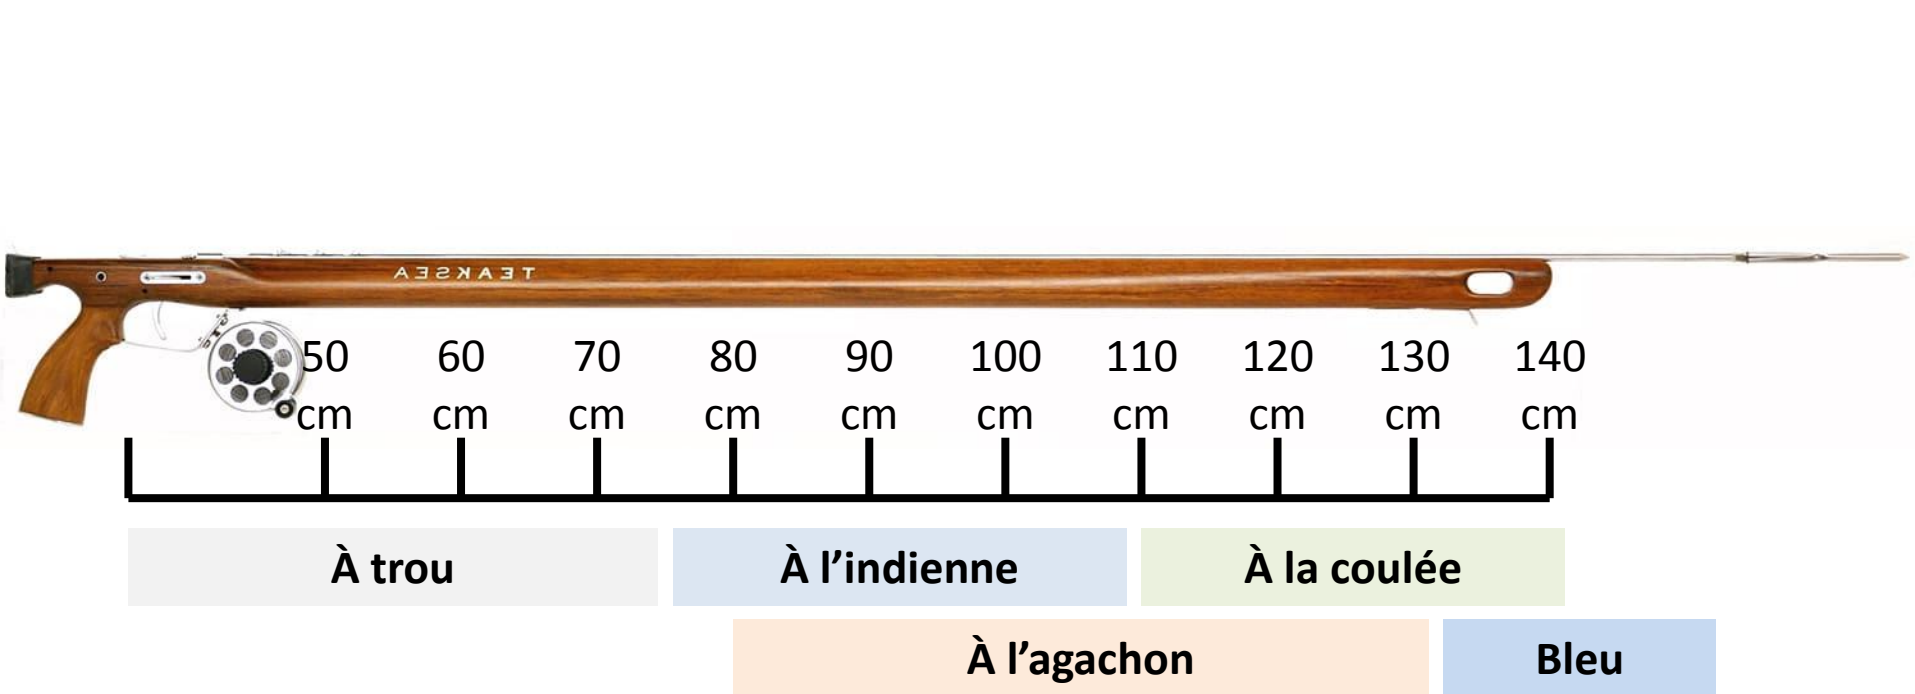 TEAKSEA
50 60 70 80 90 100 110 120 130 140
cm cm cm cm cm cm cm cm cm cm
À trou À l’indienne À la coulée
À l’agachon Bleu